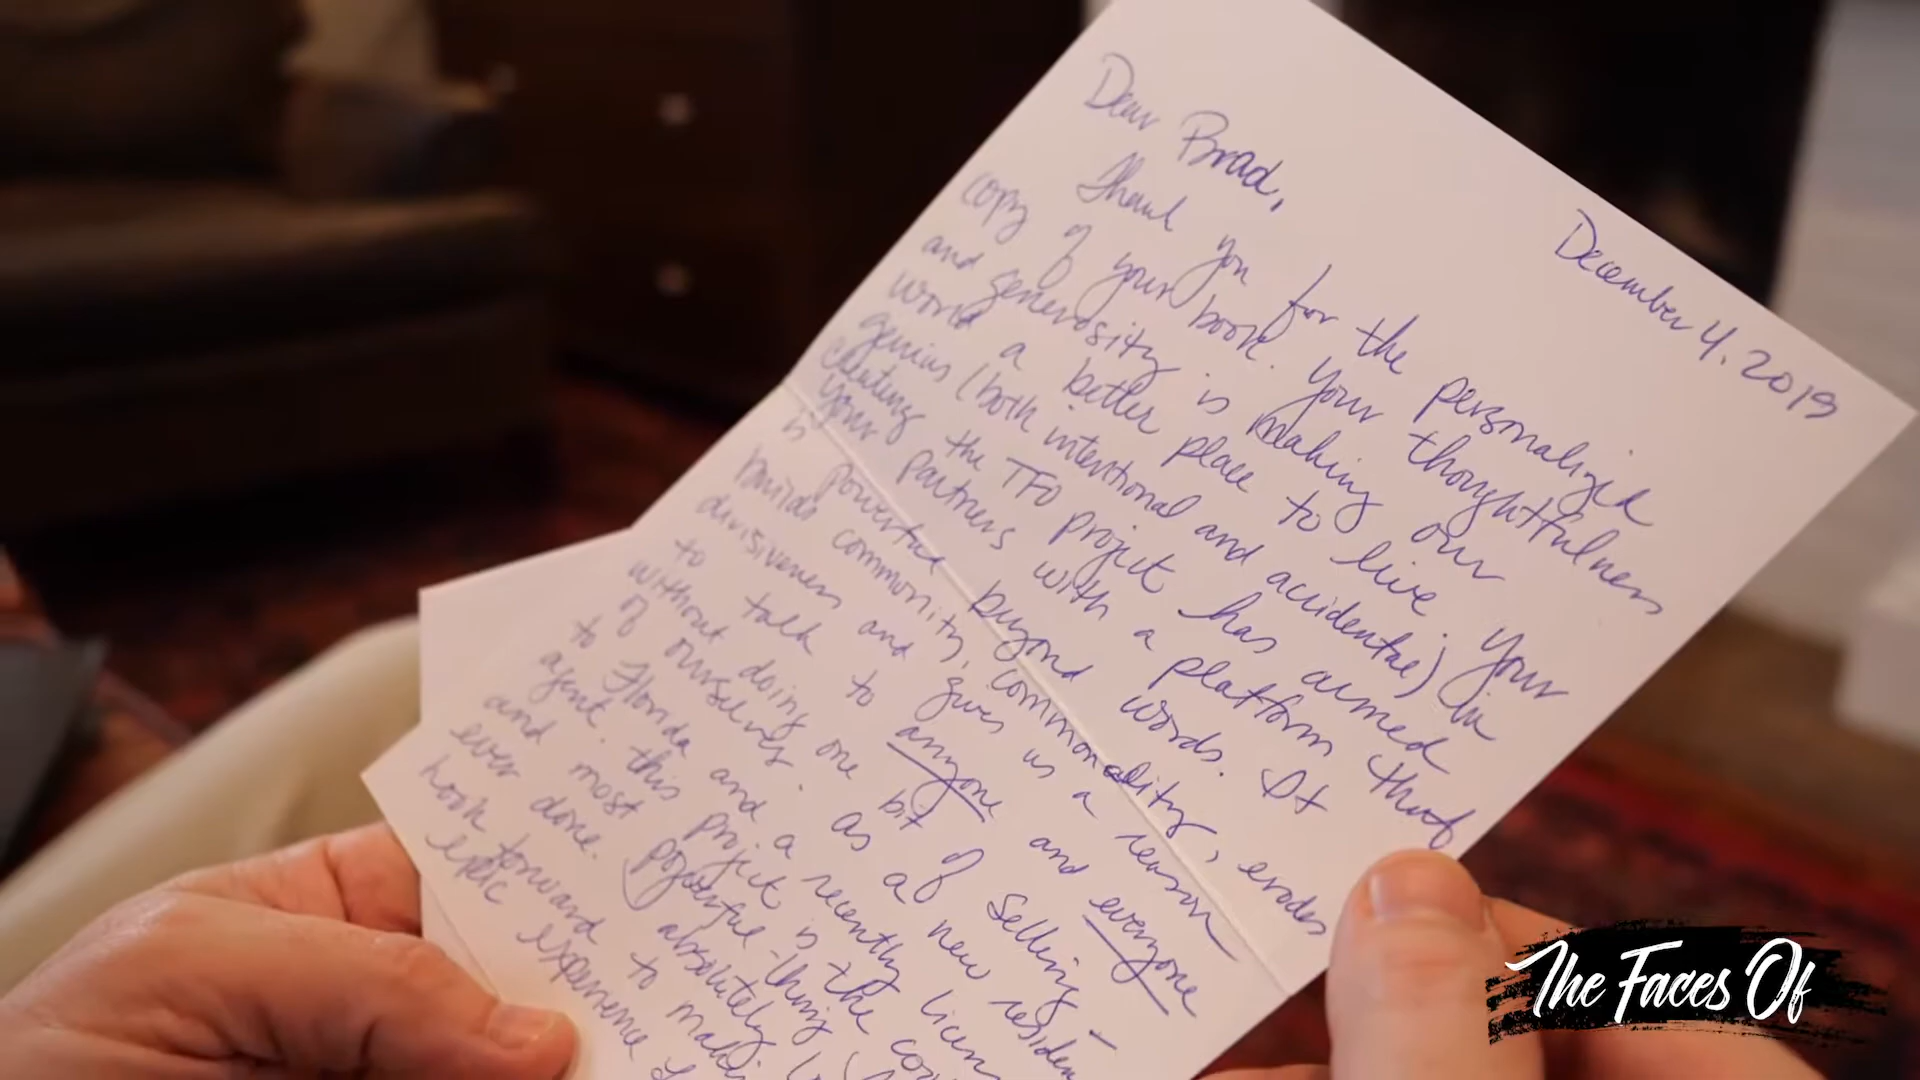 December 4, 2019
Dear Brad,
Thank you for the personalized
copy of your book. Your thoughtfulness
and generosity is making our
world a better place to live. Your
genius (both intentional and accidental) in
creating the TFO project has armed
your partners with a platform that
is powerful beyond words. It
builds community, commonality, erodes
divisiveness and gives us a reason
to talk to anyone and everyone
without doing one bit of selling
of ourselves. As a new resident
to Florida and a recently
agent, this project is the
and most powerful thing
ever done. absolutely
look forward to
experience
The Faces Of